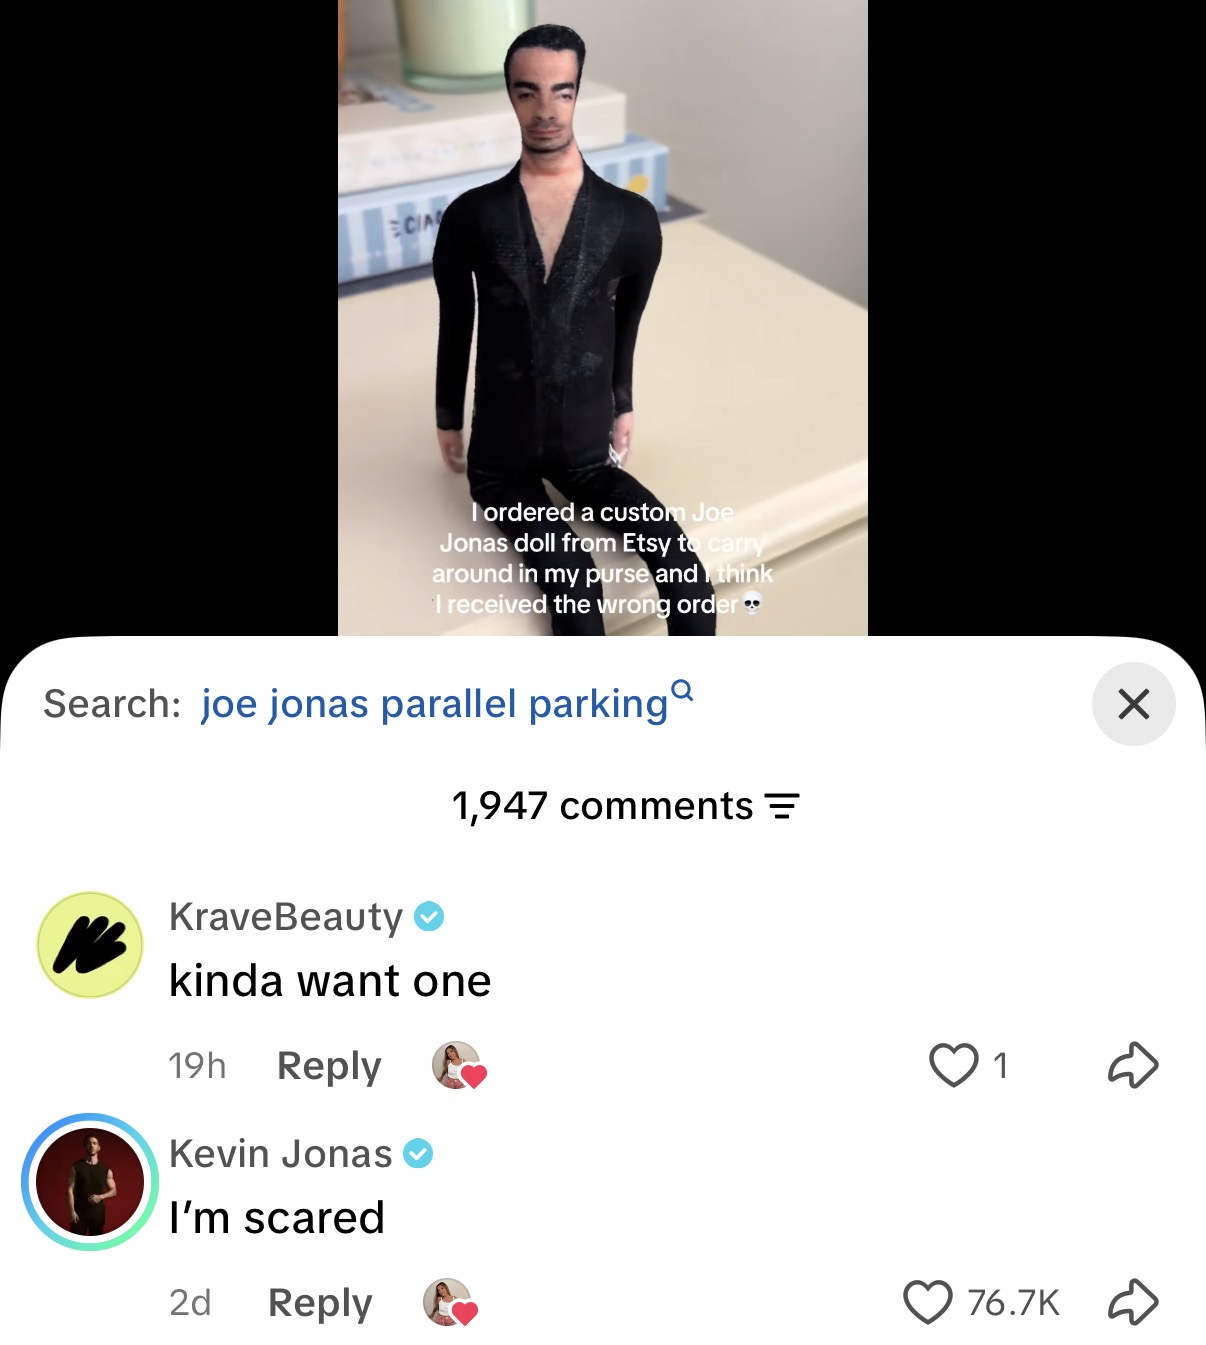 CIAO
I ordered a custom Joe
Jonas doll from Etsy to carry
around in my purse and I think
I received the wrong order💀
Search: joe jonas parallel parking
1,947 comments
KraveBeauty
kinda want one
19h Reply 1
Kevin Jonas
I’m scared
2d Reply 76.7K